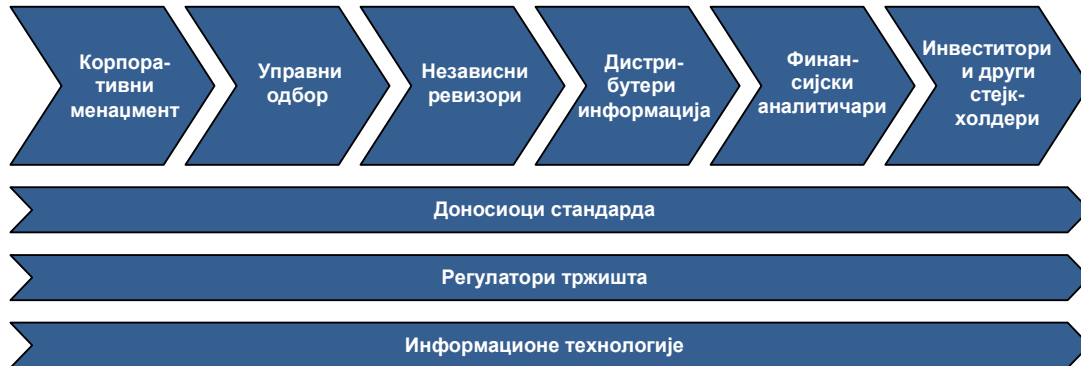 Корпора-
тивни
менаџмент
Управни
одбор
Независни
ревизори
Дистри-
бутери
информација
Финан-
сијски
аналитичари
Инвеститори
и други
стејк-
холдери
Доносиоци стандарда
Регулатори тржишта
Информационе технологије